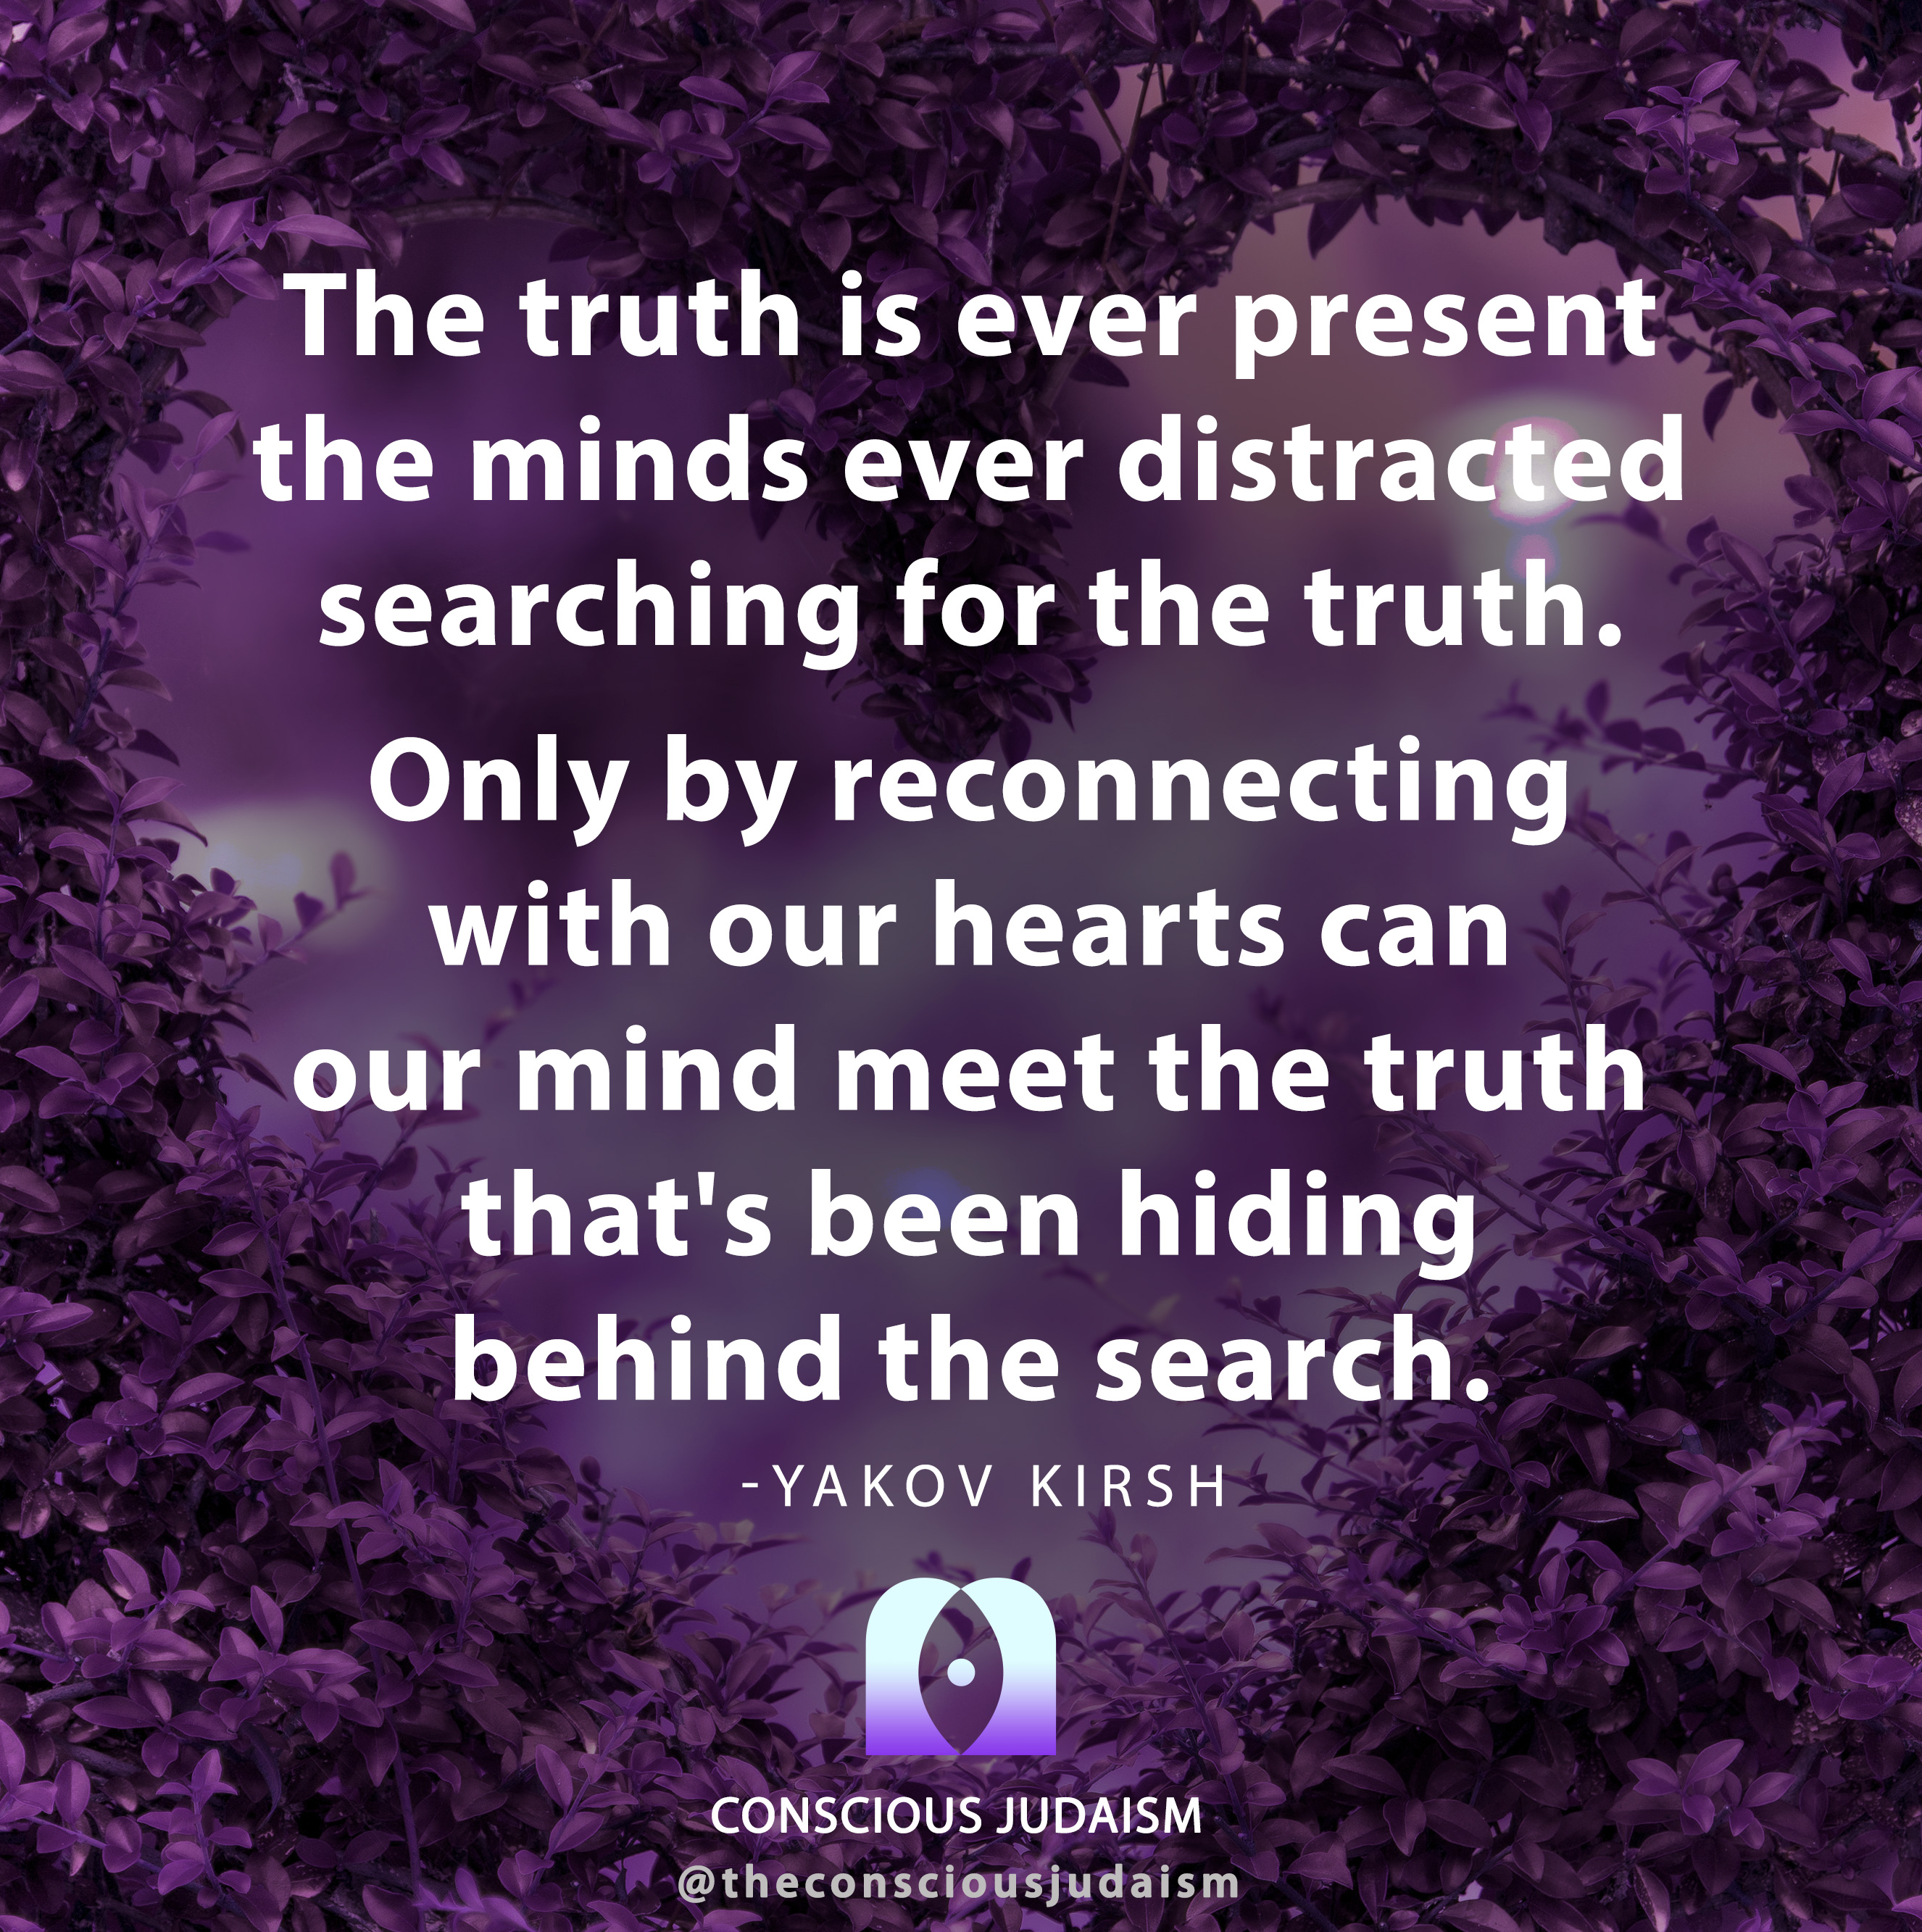 The truth is ever present
the minds ever distracted
searching for the truth.
Only by reconnecting
with our hearts can
our mind meet the truth
that's been hiding
behind the search.
-YAKOV KIRSH
CONSCIOUS JUDAISM
@theconsciousjudaism